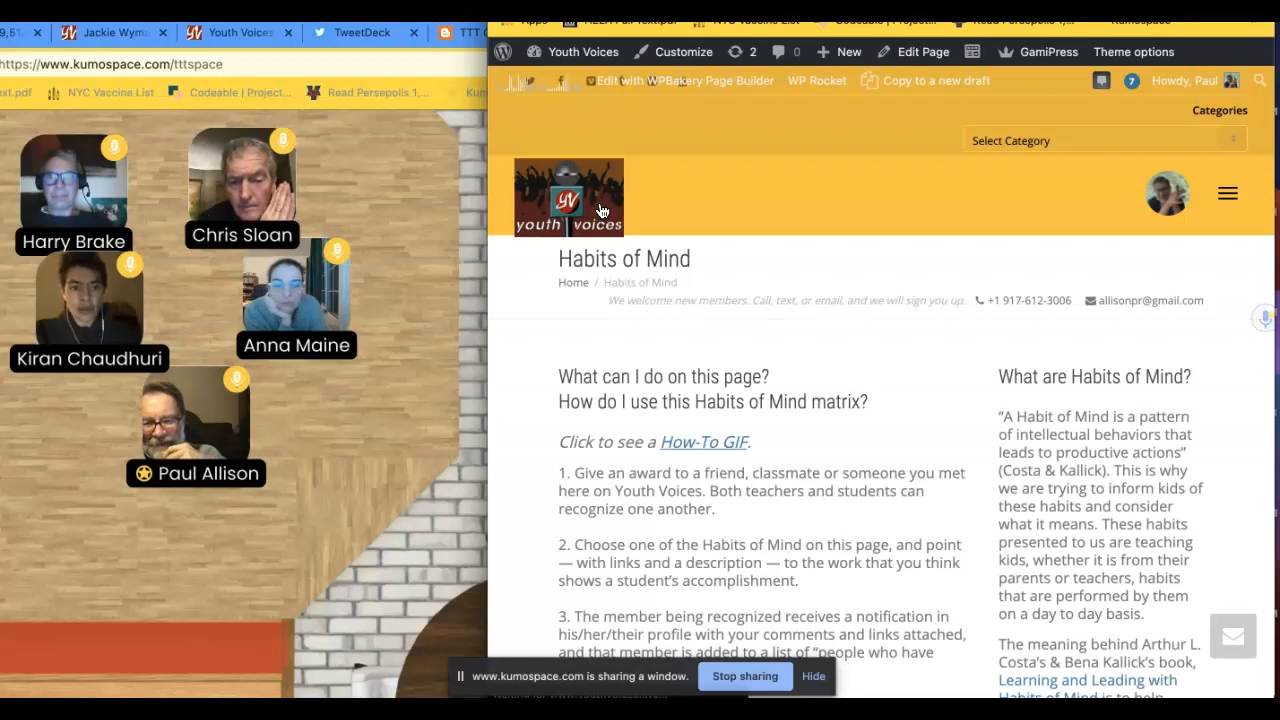 9,51
Jackie Wyma
Youth Voices
TweetDeck
TTT
https://www.kumospace.com/tttspace
ext.pdf
NYC Vaccine List
Codeable | Project...
Read Persepolis 1,...
Kum
Harry Brake
Chris Sloan
Kiran Chaudhuri
Anna Maine
Paul Allison
Youth Voices
Customize
2
0
New
Edit Page
GamiPress
Theme options
Edit with WPBakery Page Builder
WP Rocket
Copy to a new draft
7
Howdy, Paul
Categories
Select Category
YV
youth voices
Habits of Mind
Home / Habits of Mind
We welcome new members. Call, text, or email, and we will sign you up.
+1 917-612-3006
allisonpr@gmail.com
What can I do on this page?
How do I use this Habits of Mind matrix?
Click to see a How-To GIF.
1. Give an award to a friend, classmate or someone you met
here on Youth Voices. Both teachers and students can
recognize one another.
2. Choose one of the Habits of Mind on this page, and point
— with links and a description — to the work that you think
shows a student's accomplishment.
3. The member being recognized receives a notification in
his/her/their profile with your comments and links attached,
and that member is added to a list of "people who have
What are Habits of Mind?
“A Habit of Mind is a pattern
of intellectual behaviors that
leads to productive actions”
(Costa & Kallick). This is why
we are trying to inform kids of
these habits and consider
what it means. These habits
presented to us are teaching
kids, whether it is from their
parents or teachers, habits
that are performed by them
on a day to day basis.
The meaning behind Arthur L.
Costa's & Bena Kallick's book,
Learning and Leading with
Habits of Mind is to help
www.kumospace.com is sharing a window.
Stop sharing
Hide